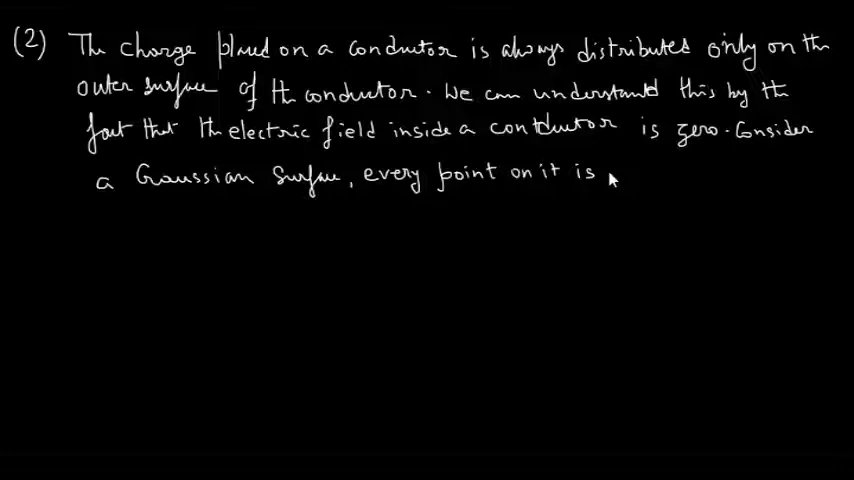 (2) The charge placed on a conductor is always distributed only on the
outer surface of the conductor. We can understand this by the
fact that the electric field inside a conductor is zero. Consider
a Gaussian surface, every point on it is